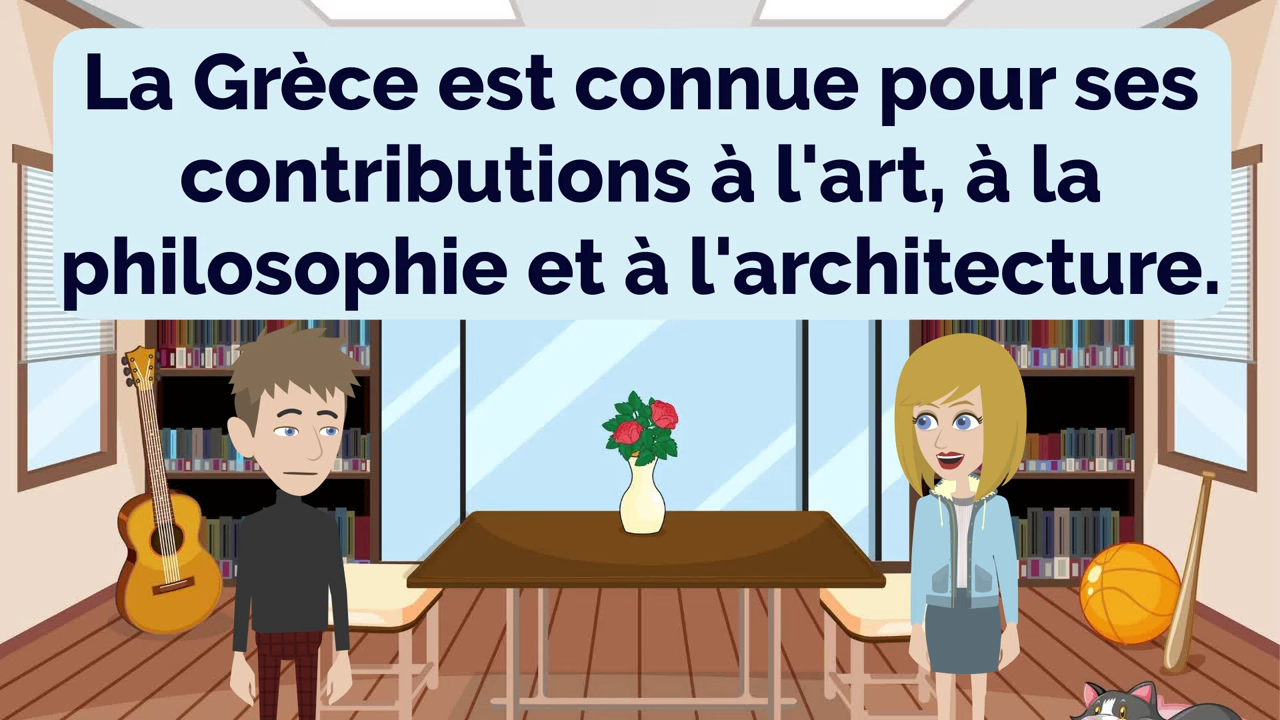 La Grèce est connue pour ses
contributions à l'art, à la
philosophie et à l'architecture.